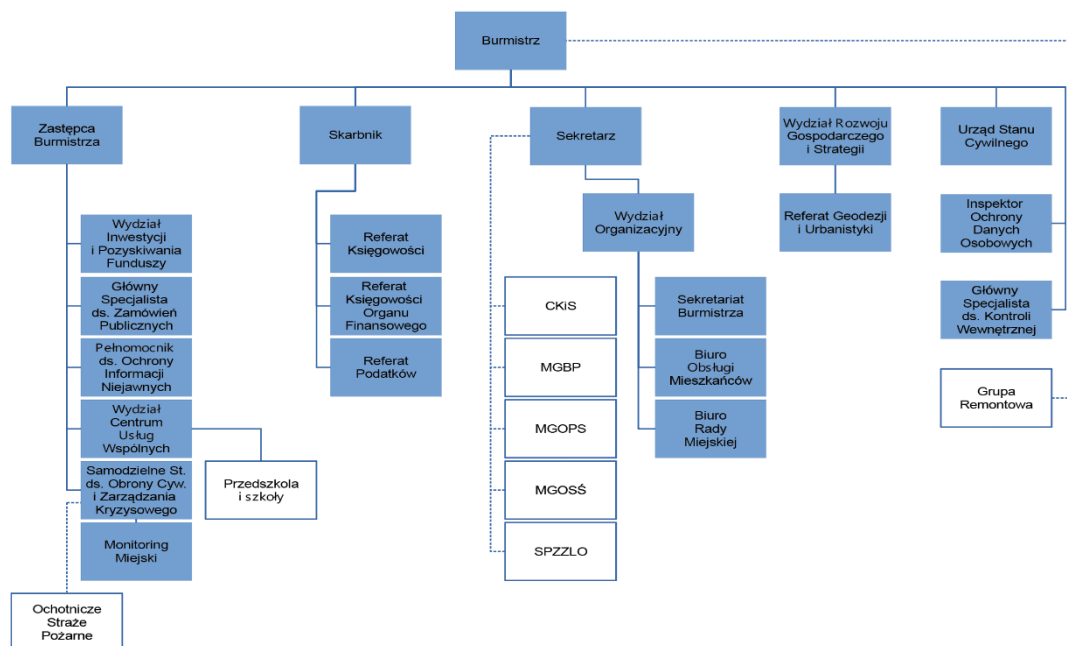 Burmistrz
Zastępca
Burmistrza
Skarbnik
Sekretarz
Wydział Rozwoju
Gospodarczego
i Strategii
Urząd Stanu
Cywilnego
Wydział
Inwestycji
i Pozyskiwania
Funduszy
Główny
Specjalista
ds. Zamówień
Publicznych
Pełnomocnik
ds. Ochrony
Informacji
Niejawnych
Wydział
Centrum
Usług
Wspólnych
Przedszkola
i szkoły
Samodzielne St.
ds. Obrony Cyw.
i Zarządzania
Kryzysowego
Monitoring
Miejski
Ochotnicze
Straże
Pożarne
Referat
Księgowości
Referat
Księgowości
Organu
Finansowego
Referat
Podatków
CKiS
MGBP
MGOPS
MGOSŚ
SPZZLO
Wydział
Organizacyjny
Sekretariat
Burmistrza
Biuro
Obsługi
Mieszkańców
Biuro
Rady
Miejskiej
Referat Geodezji
i Urbanistyki
Inspektor
Ochrony
Danych
Osobowych
Główny
Specjalista
ds. Kontroli
Wewnętrznej
Grupa
Remontowa